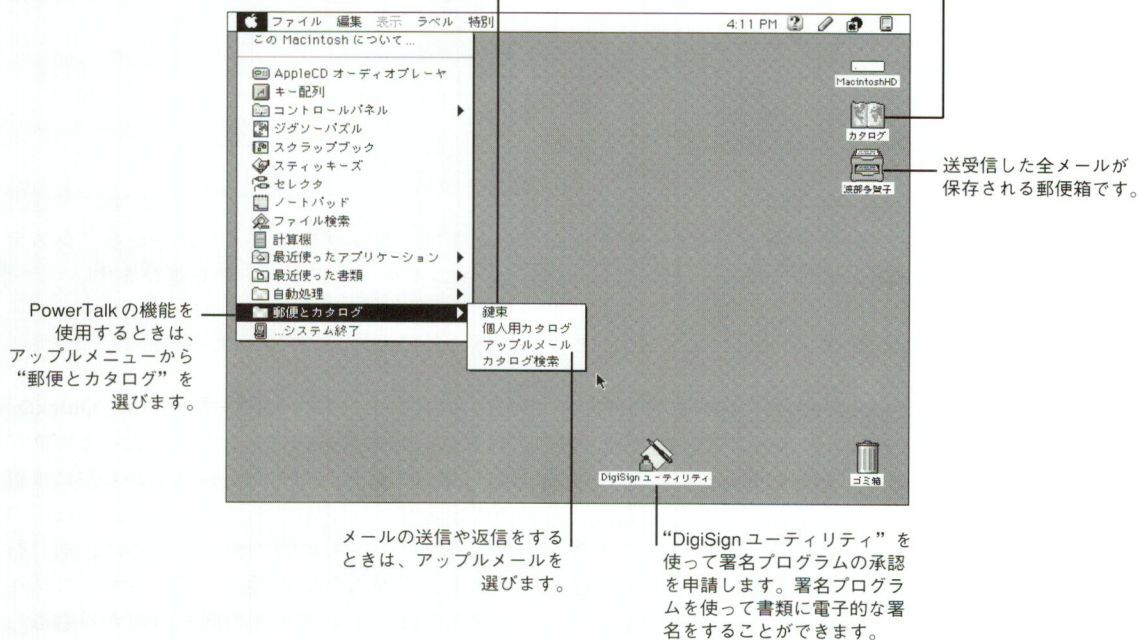 ファイル 編集 表示 ラベル 特別 4:11 PM
この Macintosh について...
AppleCD オーディオプレーヤ
キー配列
コントロールパネル
ジグソーパズル
スクラップブック
スティッキーズ
セレクタ
ノートパッド
ファイル検索
計算機
最近使ったアプリケーション
最近使った書類
自動処理
郵便とカタログ
...システム終了
鍵束
個人用カタログ
アップルメール
カタログ検索
MacintoshHD
カタログ
渡部多賀子
DigiSign ユーティリティ
ゴミ箱
送受信した全メールが
保存される郵便箱です。
PowerTalk の機能を
使用するときは、
アップルメニューから
“郵便とカタログ”を
選びます。
メールの送信や返信をする
ときは、アップルメールを
選びます。
“DigiSign ユーティリティ”を
使って署名プログラムの承認
を申請します。署名プログラ
ムを使って書類に電子的な署
名をすることができます。